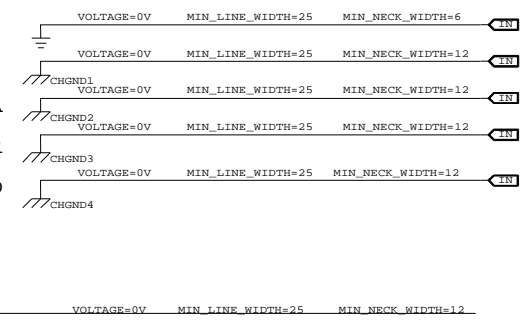 VOLTAGE=0V MIN_LINE_WIDTH=25 MIN_NECK_WIDTH=6 IN
VOLTAGE=0V MIN_LINE_WIDTH=25 MIN_NECK_WIDTH=12 IN
CHGND1
VOLTAGE=0V MIN_LINE_WIDTH=25 MIN_NECK_WIDTH=12 IN
CHGND2
VOLTAGE=0V MIN_LINE_WIDTH=25 MIN_NECK_WIDTH=12 IN
CHGND3
VOLTAGE=0V MIN_LINE_WIDTH=25 MIN_NECK_WIDTH=12 IN
CHGND4
VOLTAGE=0V MIN_LINE_WIDTH=25 MIN_NECK_WIDTH=12